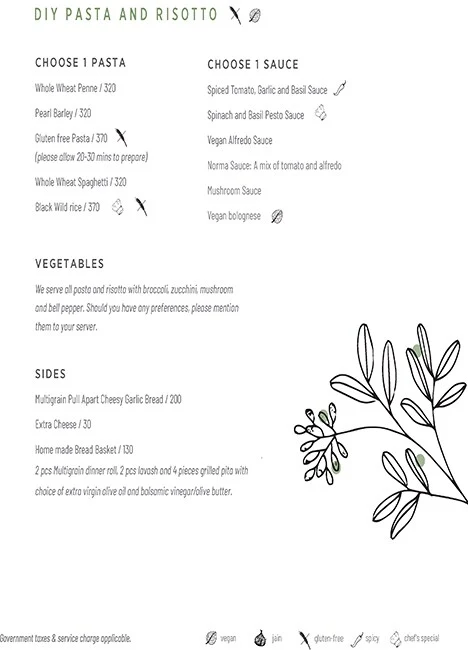 DIY PASTA AND RISOTTO
CHOOSE 1 PASTA
Whole Wheat Penne / 320
Pearl Barley / 320
Gluten free Pasta / 370
(please allow 20-30 mins to prepare)
Whole Wheat Spaghetti / 320
Black Wild rice / 370
CHOOSE 1 SAUCE
Spiced Tomato, Garlic and Basil Sauce
Spinach and Basil Pesto Sauce
Vegan Alfredo Sauce
Norma Sauce: A mix of tomato and alfredo
Mushroom Sauce
Vegan bolognese
VEGETABLES
We serve all pasta and risotto with broccoli, zucchini, mushroom
and bell pepper. Should you have any preferences, please mention
them to your server.
SIDES
Multigrain Pull Apart Cheesy Garlic Bread / 200
Extra Cheese / 30
Home made Bread Basket / 130
2 pcs Multigrain dinner roll, 2 pcs lavash and 4 pieces grilled pita with
choice of extra virgin olive oil and balsamic vinegar/olive butter.
Government taxes & service charge applicable.
vegan jain gluten-free spicy chef's special